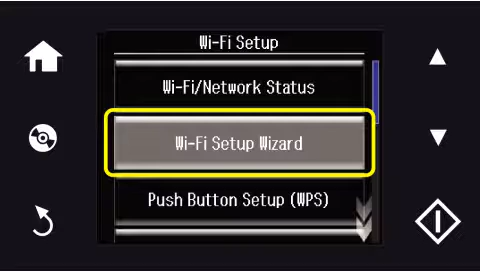 Wi-Fi Setup
Wi-Fi/Network Status
Wi-Fi Setup Wizard
Push Button Setup (WPS)